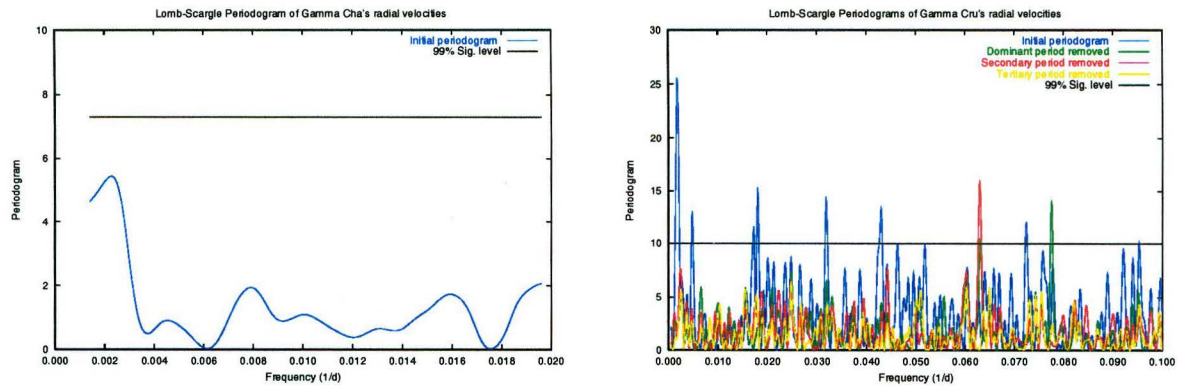 Lomb-Scargle Periodogram of Gamma Cha's radial velocities
10
8
6
4
2
0
Periodogram
Initial periodogram
99% Sig. level
0.000 0.002 0.004 0.006 0.008 0.010 0.012 0.014 0.016 0.018 0.020
Frequency (1/d)
Lomb-Scargle Periodograms of Gamma Cru's radial velocities
30
25
20
15
10
5
0
Periodogram
Initial periodogram
Dominant period removed
Secondary period removed
Tertiary period removed
99% Sig. level
0.000 0.010 0.020 0.030 0.040 0.050 0.060 0.070 0.080 0.090 0.100
Frequency (1/d)